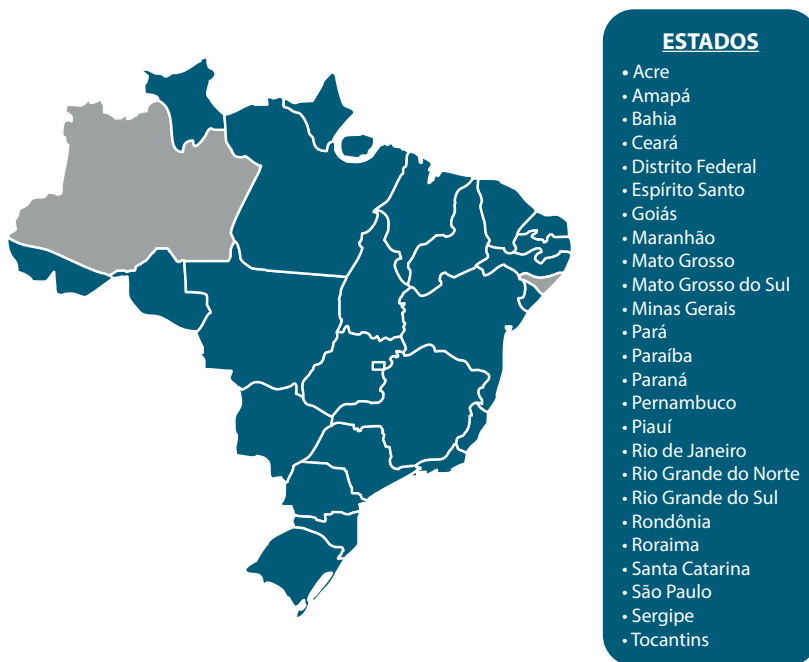 ESTADOS
• Acre
• Amapá
• Bahia
• Ceará
• Distrito Federal
• Espírito Santo
• Goiás
• Maranhão
• Mato Grosso
• Mato Grosso do Sul
• Minas Gerais
• Pará
• Paraíba
• Paraná
• Pernambuco
• Piauí
• Rio de Janeiro
• Rio Grande do Norte
• Rio Grande do Sul
• Rondônia
• Roraima
• Santa Catarina
• São Paulo
• Sergipe
• Tocantins